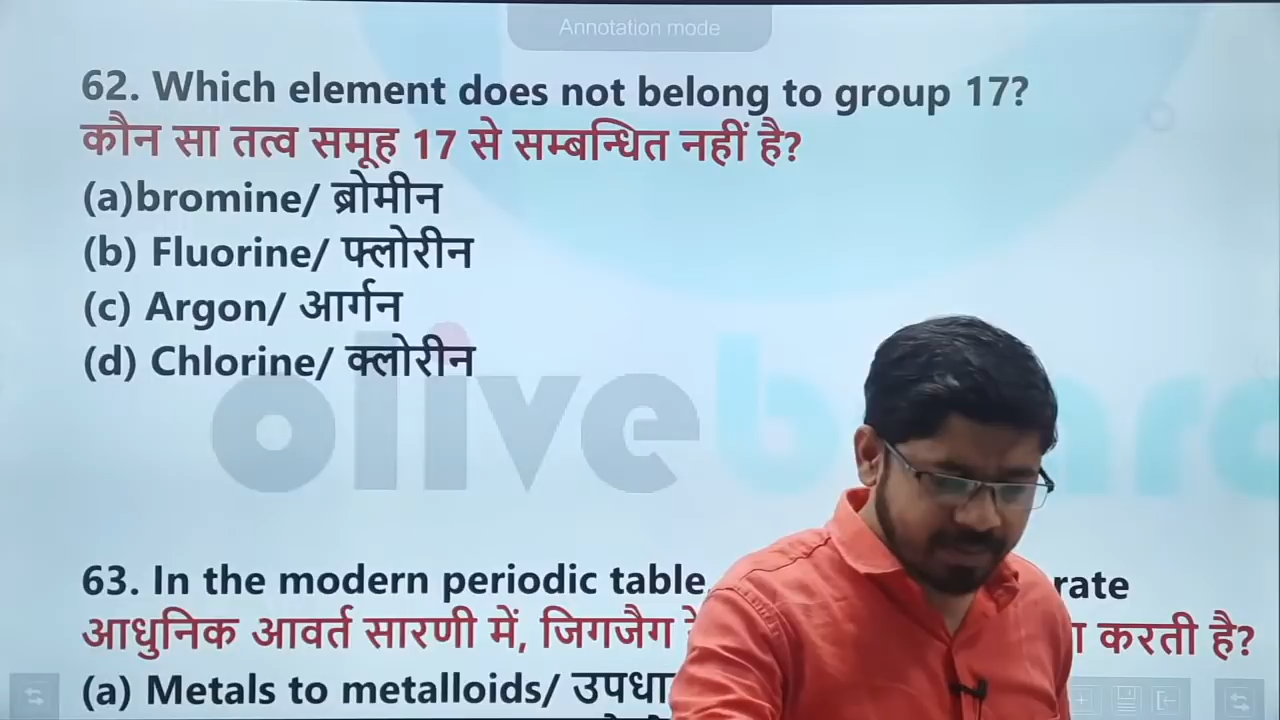 Annotation mode
62. Which element does not belong to group 17?
कौन सा तत्व समूह 17 से सम्बन्धित नहीं है?
(a)bromine/ ब्रोमीन
(b) Fluorine/ फ्लोरीन
(c) Argon/ आर्गन
(d) Chlorine/ क्लोरीन
olive
63. In the modern periodic table, rate
आधुनिक आवर्त सारणी में, जिगजैग करती है?
(a) Metals to metalloids/